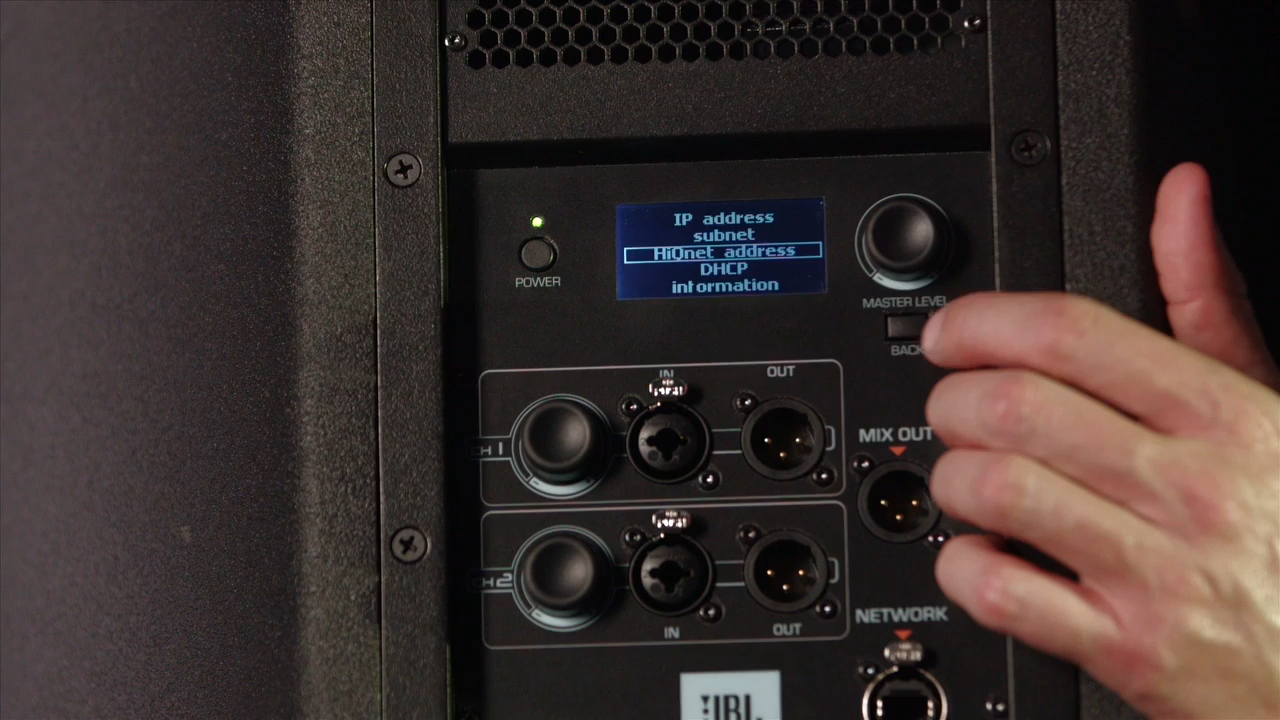 IP address
subnet
HiQnet address
DHCP
information
POWER
MASTER LEVEL
BACK
IN
OUT
PUSH
CH 1
MIX OUT
CH 2
IN
OUT
NETWORK
JBL